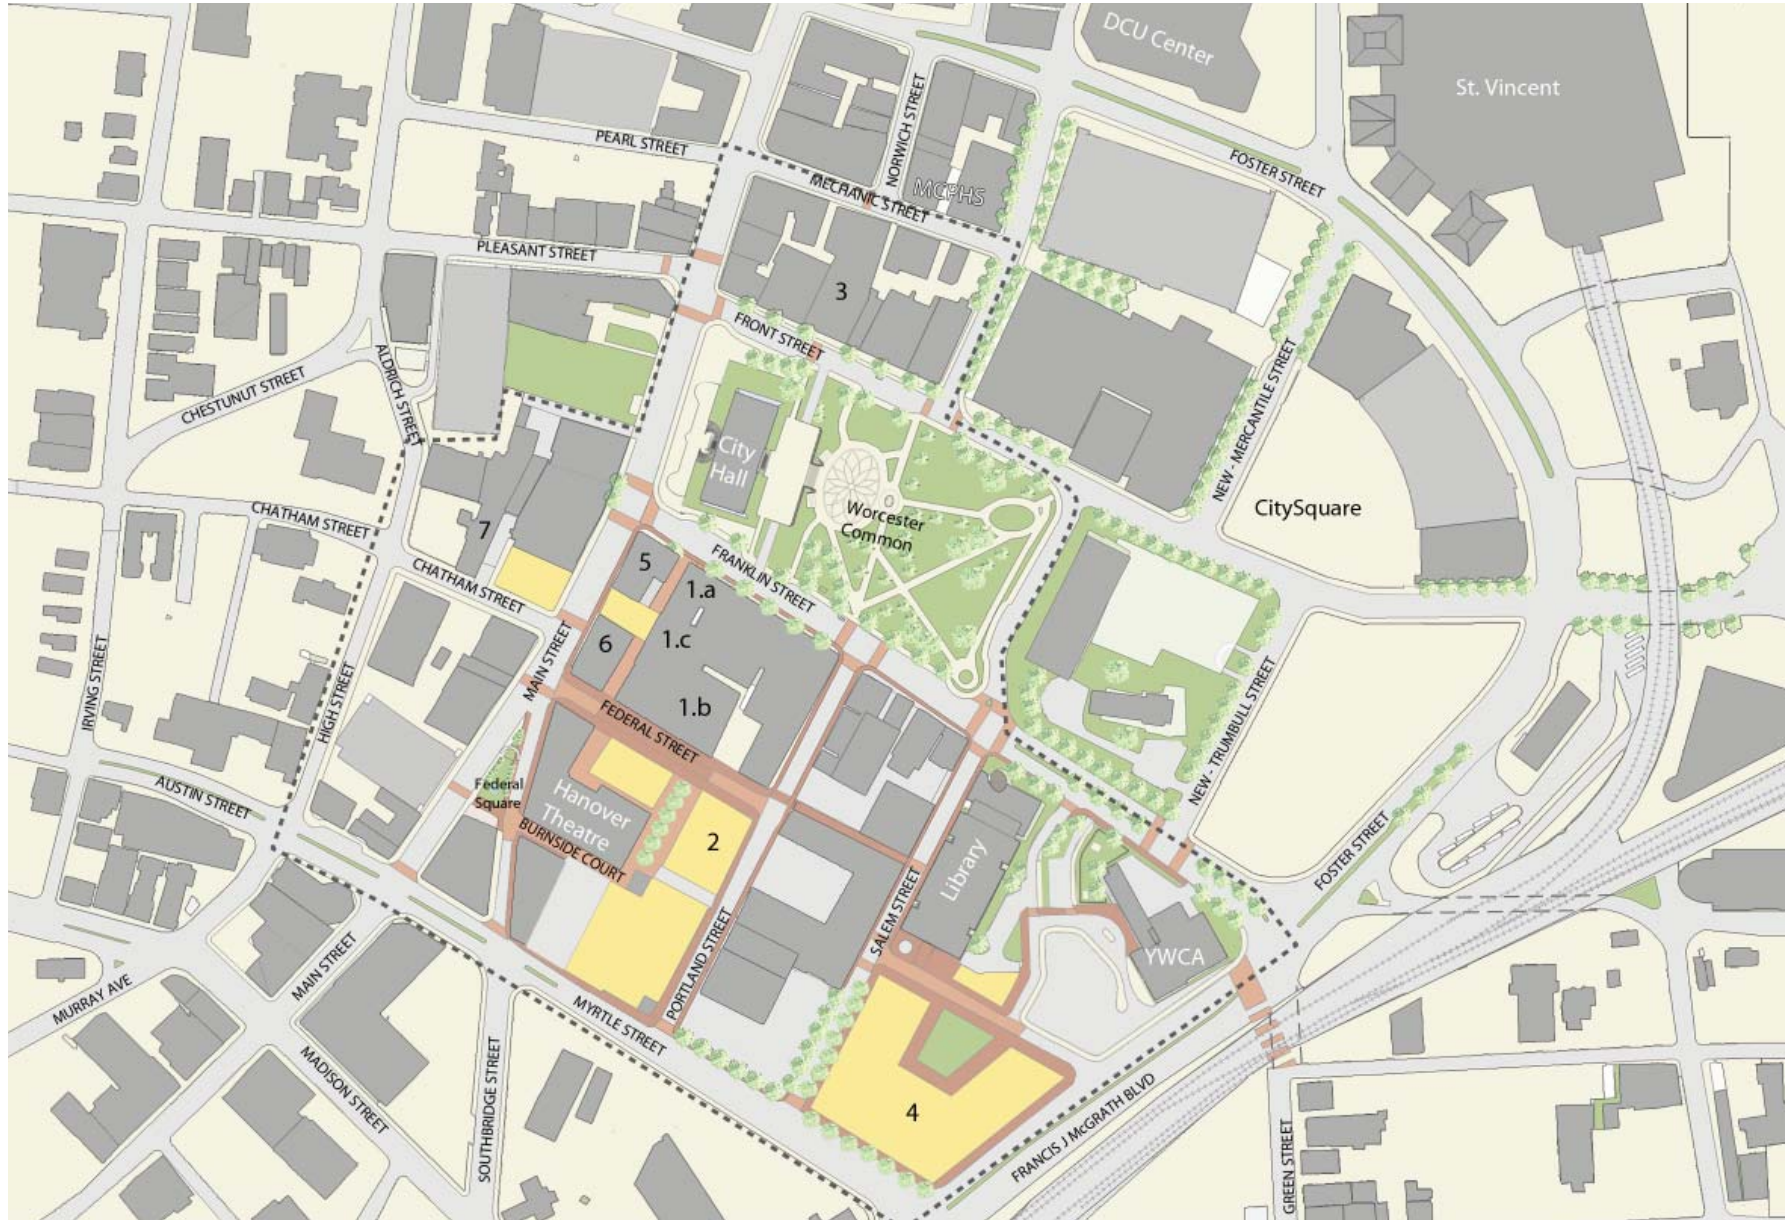 DCU Center
St. Vincent
PEARL STREET
NORWICH STREET
FOSTER STREET
MECHANIC STREET
MCPHS
PLEASANT STREET
3
FRONT STREET
ALDRICH STREET
CHESTUNUT STREET
NEW - MERCANTILE STREET
City
Hall
CHATHAM STREET
Worcester
Common
CitySquare
7
FRANKLIN STREET
CHATHAM STREET
5
1.a
6
1.c
MAIN STREET
IRVING STREET
HIGH STREET
1.b
FEDERAL STREET
NEW - TRUMBULL STREET
AUSTIN STREET
Federal
Square
Hanover
Theatre
BURNSIDE COURT
2
FOSTER STREET
Library
SALEM STREET
PORTLAND STREET
YWCA
MAIN STREET
MURRAY AVE
MYRTLE STREET
MADISON STREET
SOUTHBRIDGE STREET
4
FRANCIS J McGRATH BLVD
GREEN STREET